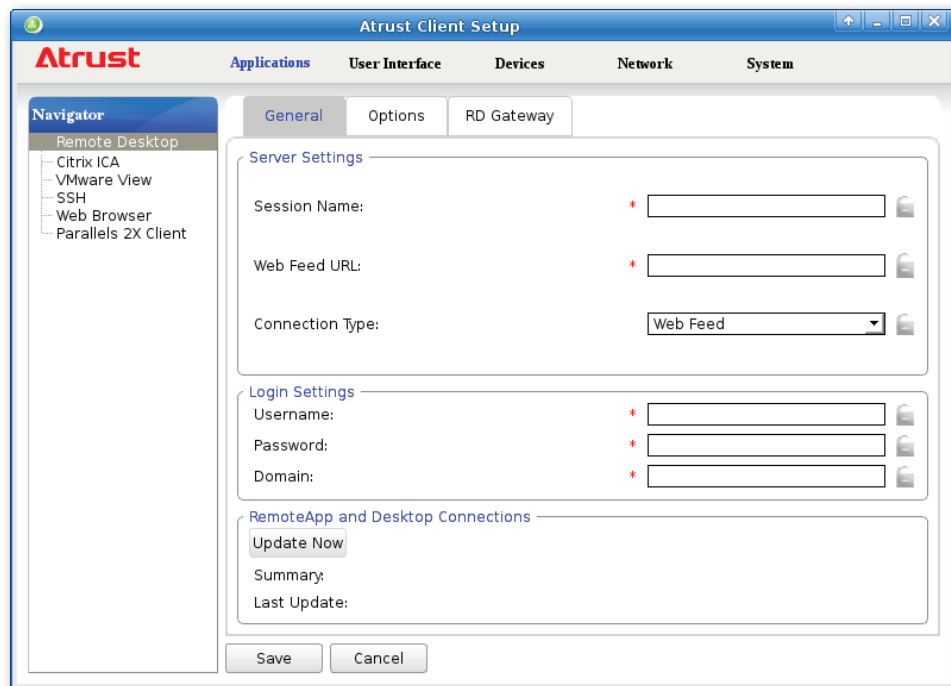 Atrust Client Setup
Atrust
Applications User Interface Devices Network System
Navigator
Remote Desktop
Citrix ICA
VMware View
SSH
Web Browser
Parallels 2X Client
General Options RD Gateway
Server Settings
Session Name: *
Web Feed URL: *
Connection Type: Web Feed
Login Settings
Username: *
Password: *
Domain: *
RemoteApp and Desktop Connections
Update Now
Summary:
Last Update:
Save Cancel